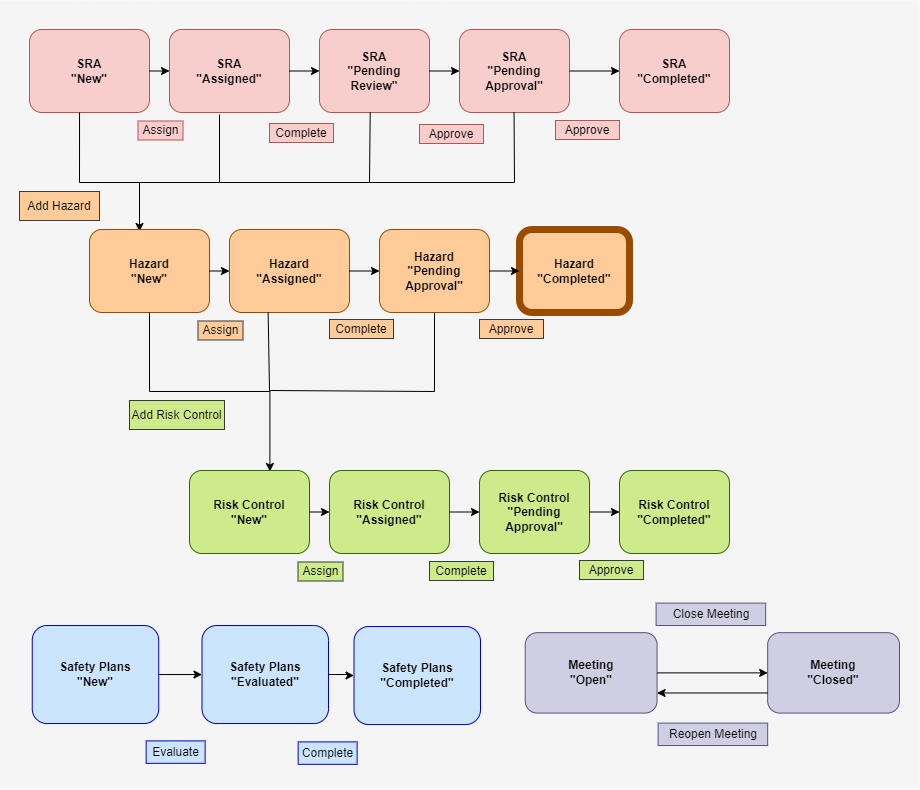 SRA
"New"
SRA
"Assigned"
SRA
"Pending
Review"
SRA
"Pending
Approval"
SRA
"Completed"
Assign
Complete
Approve
Approve
Add Hazard
Hazard
"New"
Hazard
"Assigned"
Hazard
"Pending
Approval"
Hazard
"Completed"
Assign
Complete
Approve
Add Risk Control
Risk Control
"New"
Risk Control
"Assigned"
Risk Control
"Pending
Approval"
Risk Control
"Completed"
Assign
Complete
Approve
Safety Plans
"New"
Safety Plans
"Evaluated"
Safety Plans
"Completed"
Evaluate
Complete
Close Meeting
Meeting
"Open"
Meeting
"Closed"
Reopen Meeting